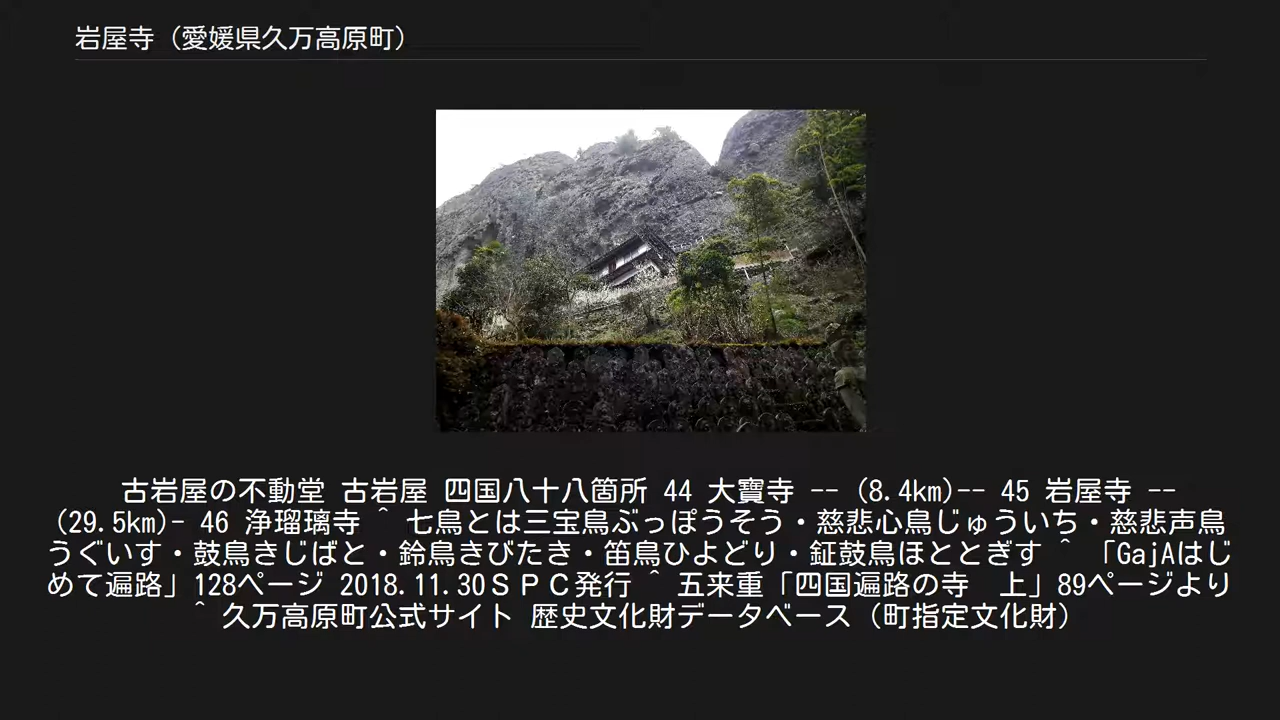 岩屋寺（愛媛県久万高原町）
古岩屋の不動堂 古岩屋 四国八十八箇所 44 大寶寺 -- (8.4km)-- 45 岩屋寺 --
(29.5km)- 46 浄瑠璃寺 ^ 七鳥とは三宝鳥ぶっぽうそう・慈悲心鳥じゅういち・慈悲声鳥
うぐいす・鼓鳥きじばと・鈴鳥きびたき・笛鳥ひよどり・鉦鼓鳥ほととぎす ^ 「GajAはじ
めて遍路」128ページ 2018.11.30ＳＰＣ発行 ^ 五来重「四国遍路の寺　上」89ページより
^ 久万高原町公式サイト 歴史文化財データベース（町指定文化財）